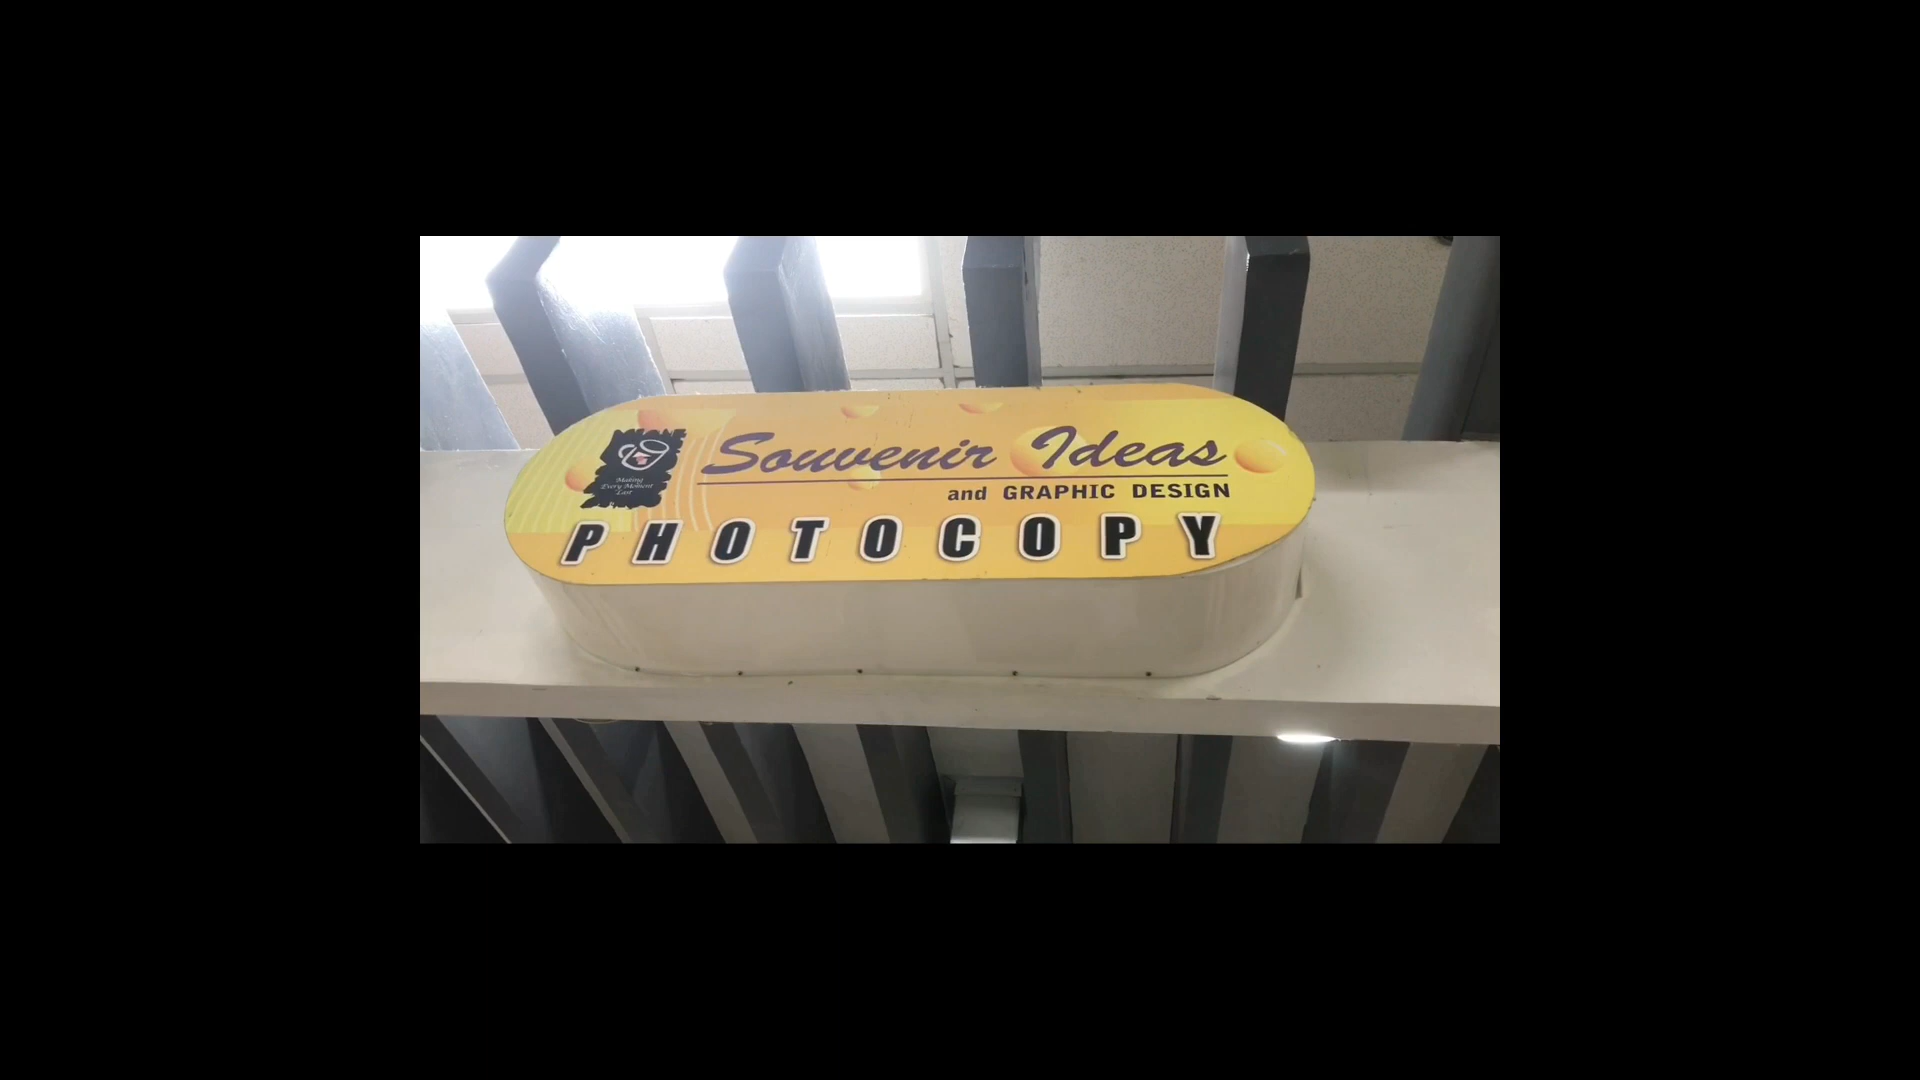 Making
Every Moment
Last
Souvenir Ideas
and GRAPHIC DESIGN
PHOTOCOPY